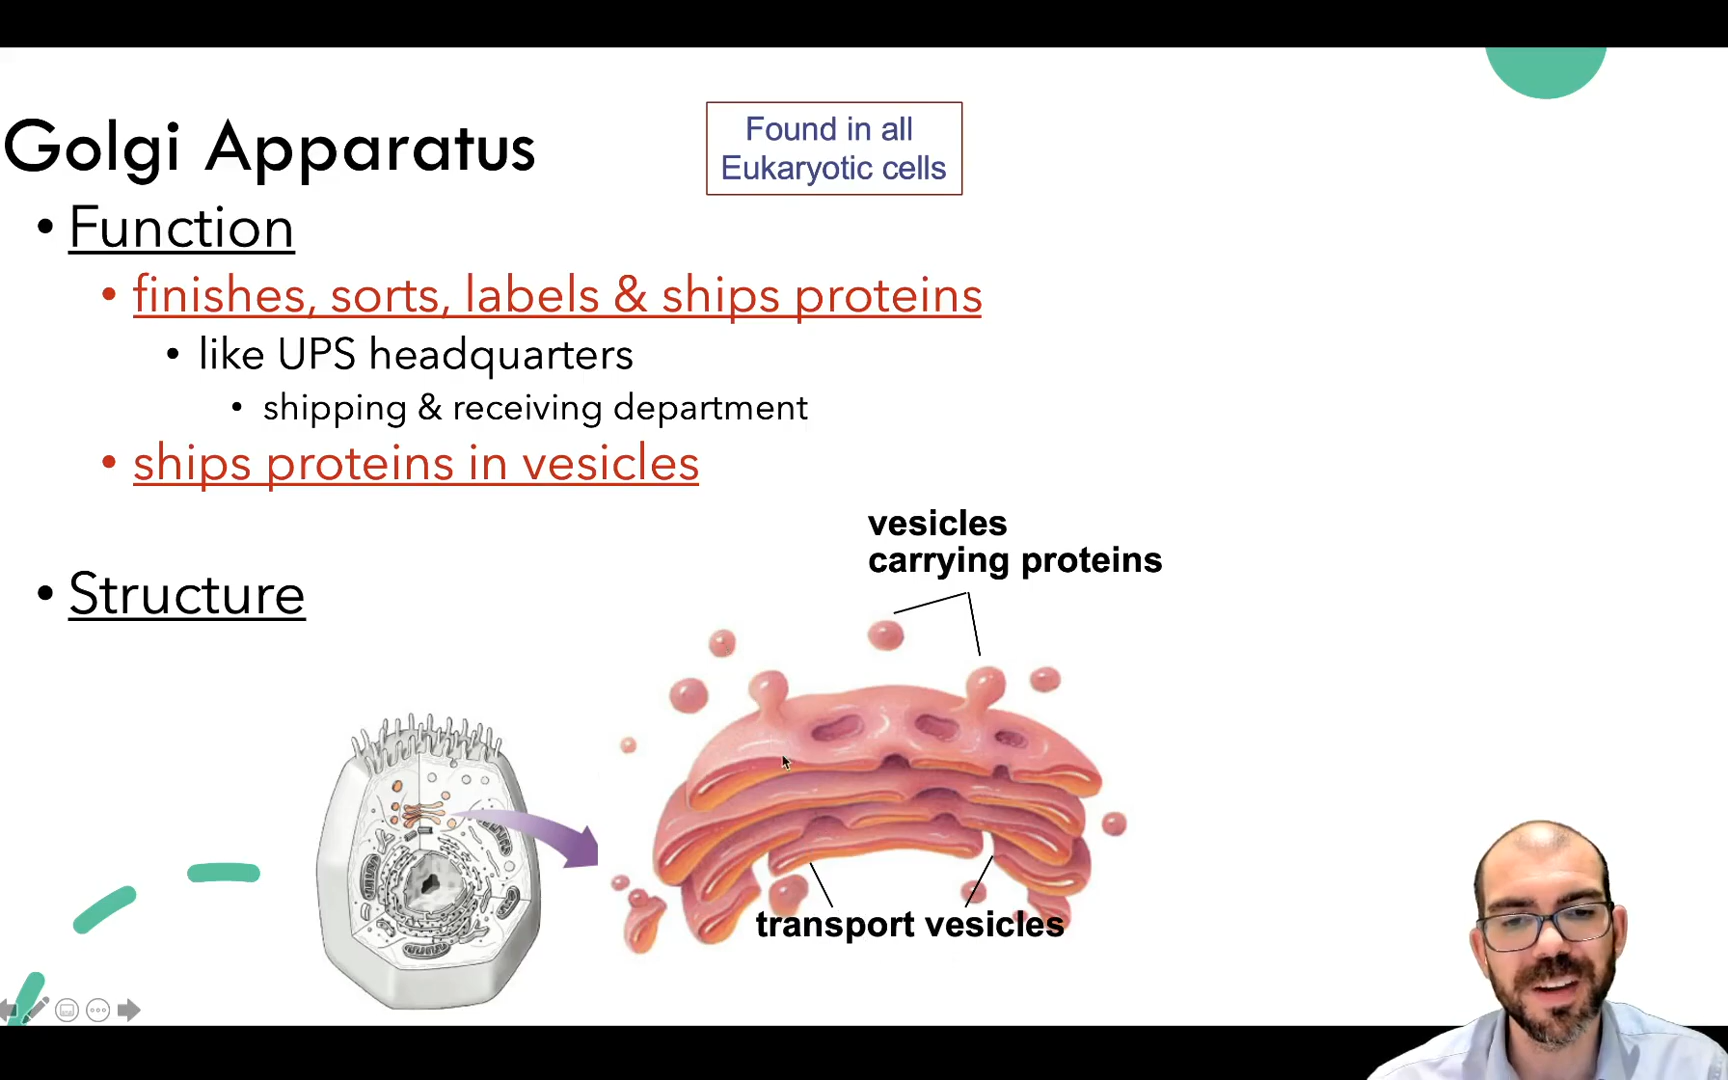 Golgi Apparatus
Found in all
Eukaryotic cells
• Function
• finishes, sorts, labels & ships proteins
• like UPS headquarters
• shipping & receiving department
• ships proteins in vesicles
• Structure
vesicles
carrying proteins
transport vesicles